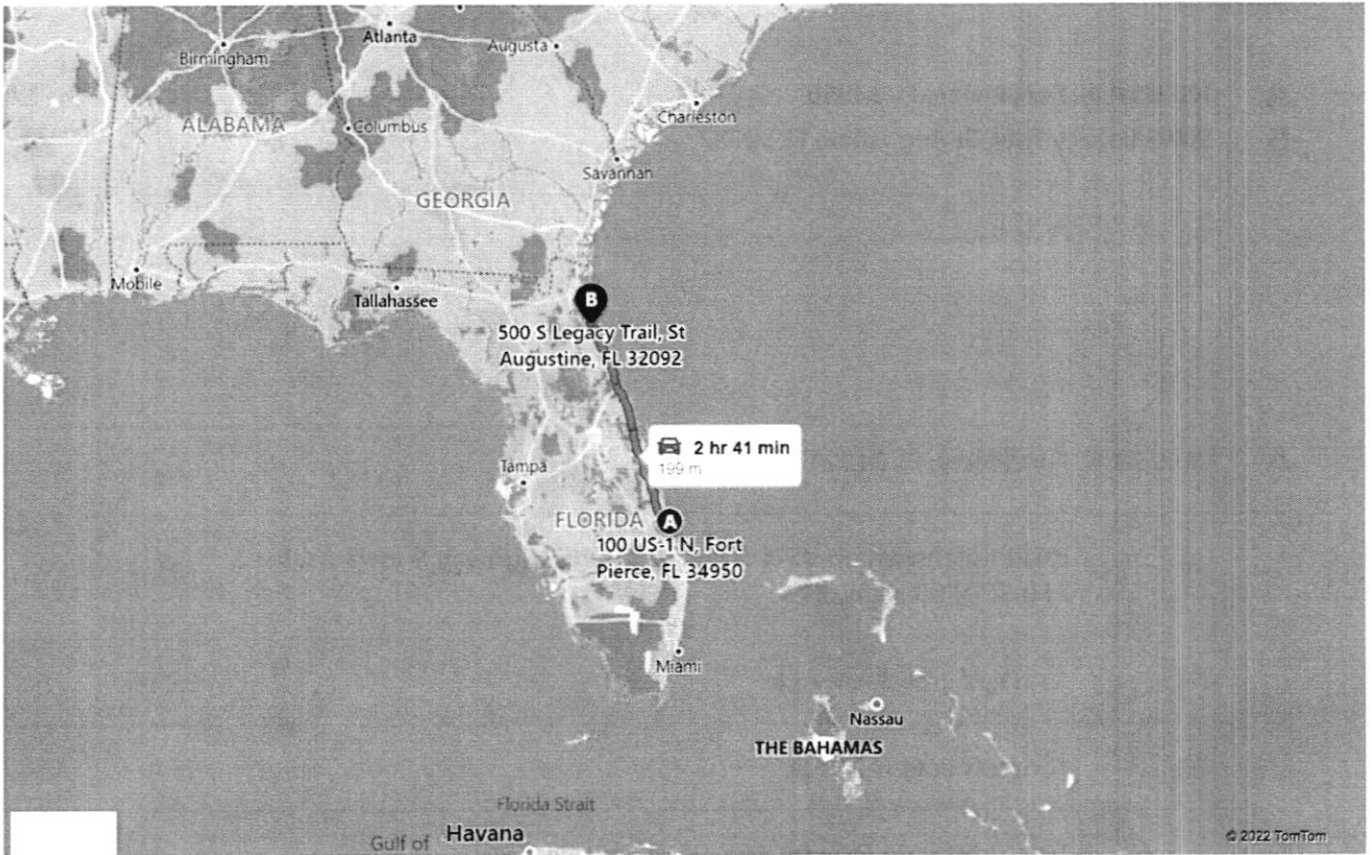 Atlanta
Birmingham
Augusta
ALABAMA
Columbus
Charleston
Savannah
GEORGIA
Mobile
Tallahassee
B
500 S Legacy Trail, St
Augustine, FL 32092
2 hr 41 min
199 m
Tampa
FLORIDA
A
100 US-1 N, Fort
Pierce, FL 34950
Miami
Nassau
THE BAHAMAS
Florida Strait
Gulf of
Havana
© 2022 TomTom